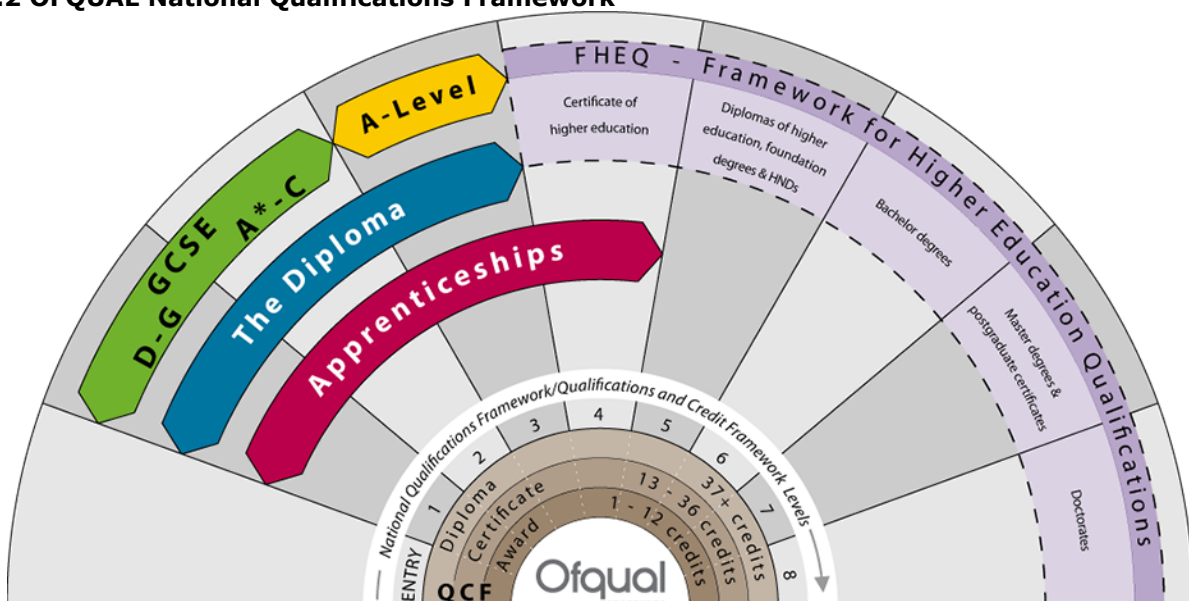 .2 OFQUAL National Qualifications Framework
FHEQ - Framework for Higher Education Qualifications
Certificate of
higher education
Diplomas of higher
education, foundation
degrees & HNDs
Bachelor degrees
Master degrees &
postgraduate certificates
Doctorates
A-Level
GCSE
D-G A*-C
The Diploma
Apprenticeships
National Qualifications Framework/Qualifications and Credit Framework Levels
ENTRY 1 2 3 4 5 6 7 8
Diploma 37+ credits
Certificate 13 - 36 credits
Award 1 - 12 credits
QCF
Ofqual